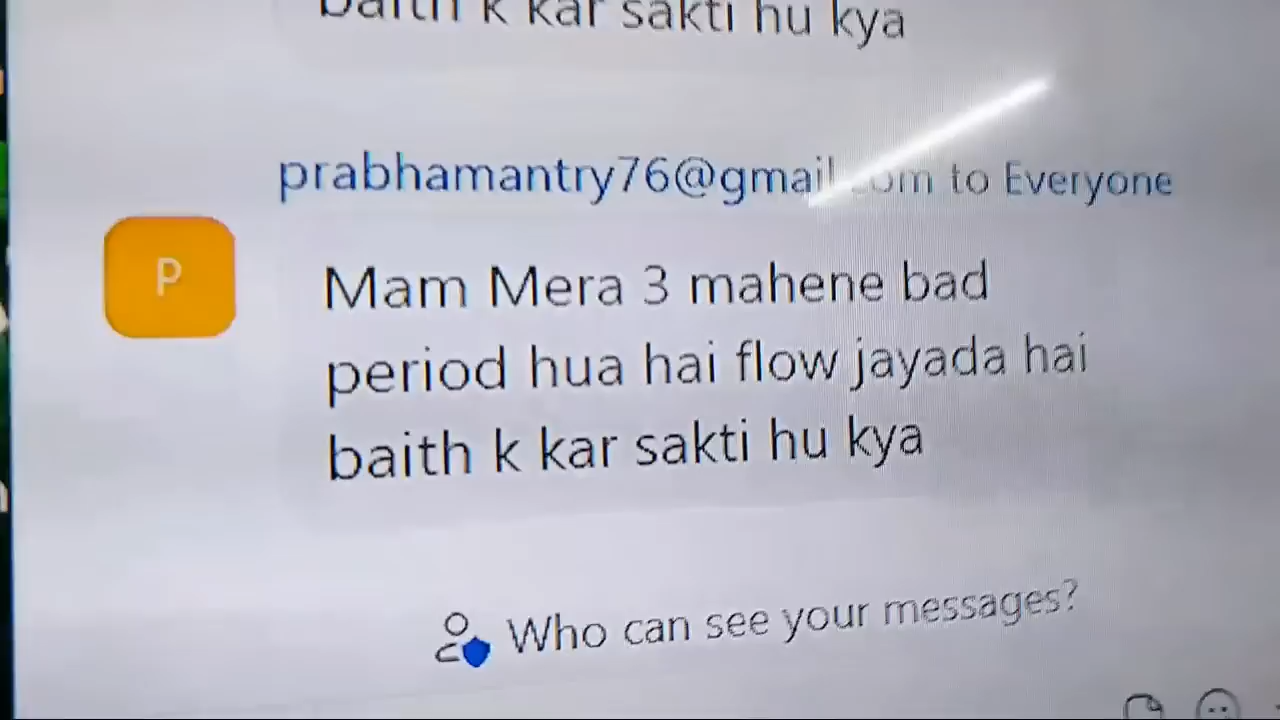 baith k kar sakti hu kya
prabhamantry76@gmail.com to Everyone
P
Mam Mera 3 mahene bad
period hua hai flow jayada hai
baith k kar sakti hu kya
Who can see your messages?